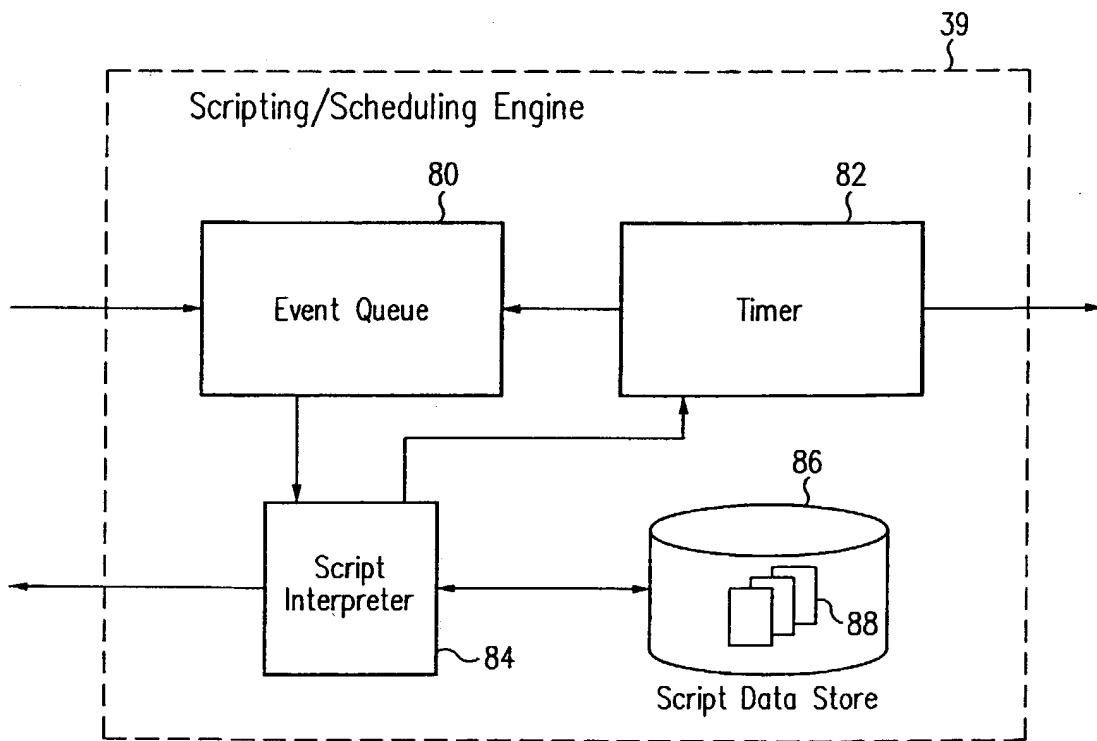 39
Scripting/Scheduling Engine
80
82
Event Queue
Timer
86
Script
Interpreter
88
84
Script Data Store